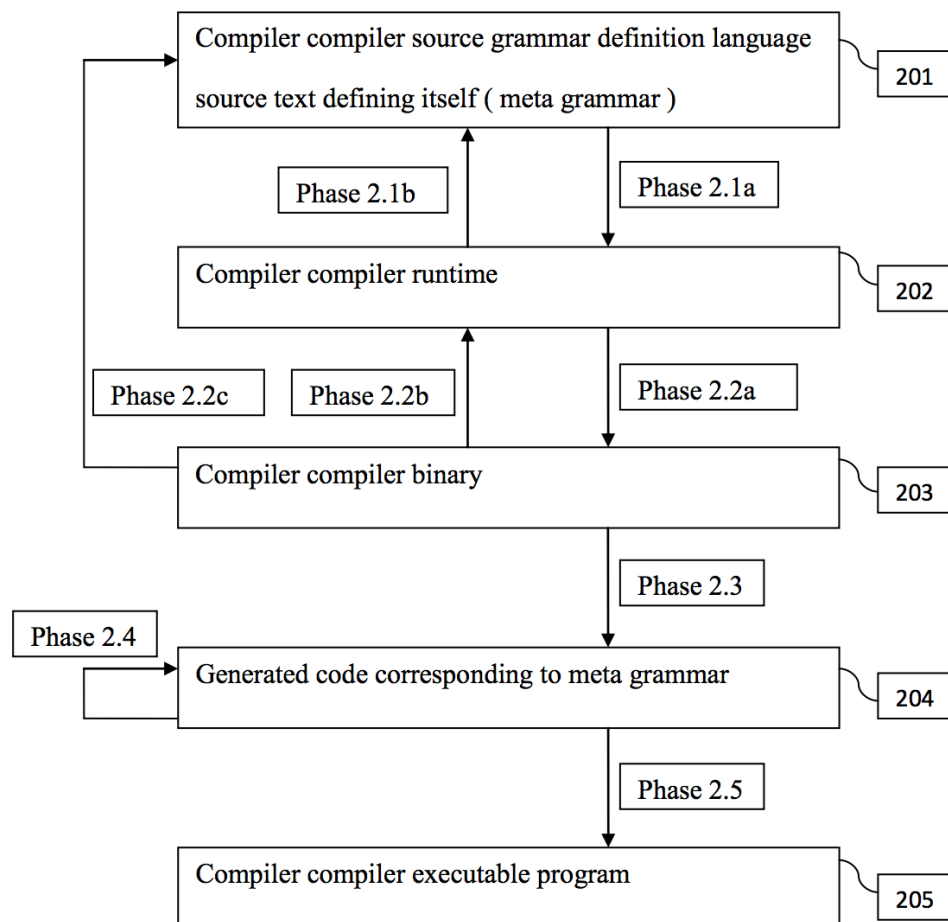 Compiler compiler source grammar definition language
source text defining itself ( meta grammar )
201
Phase 2.1b
Phase 2.1a
Compiler compiler runtime
202
Phase 2.2c
Phase 2.2b
Phase 2.2a
Compiler compiler binary
203
Phase 2.3
Phase 2.4
Generated code corresponding to meta grammar
204
Phase 2.5
Compiler compiler executable program
205